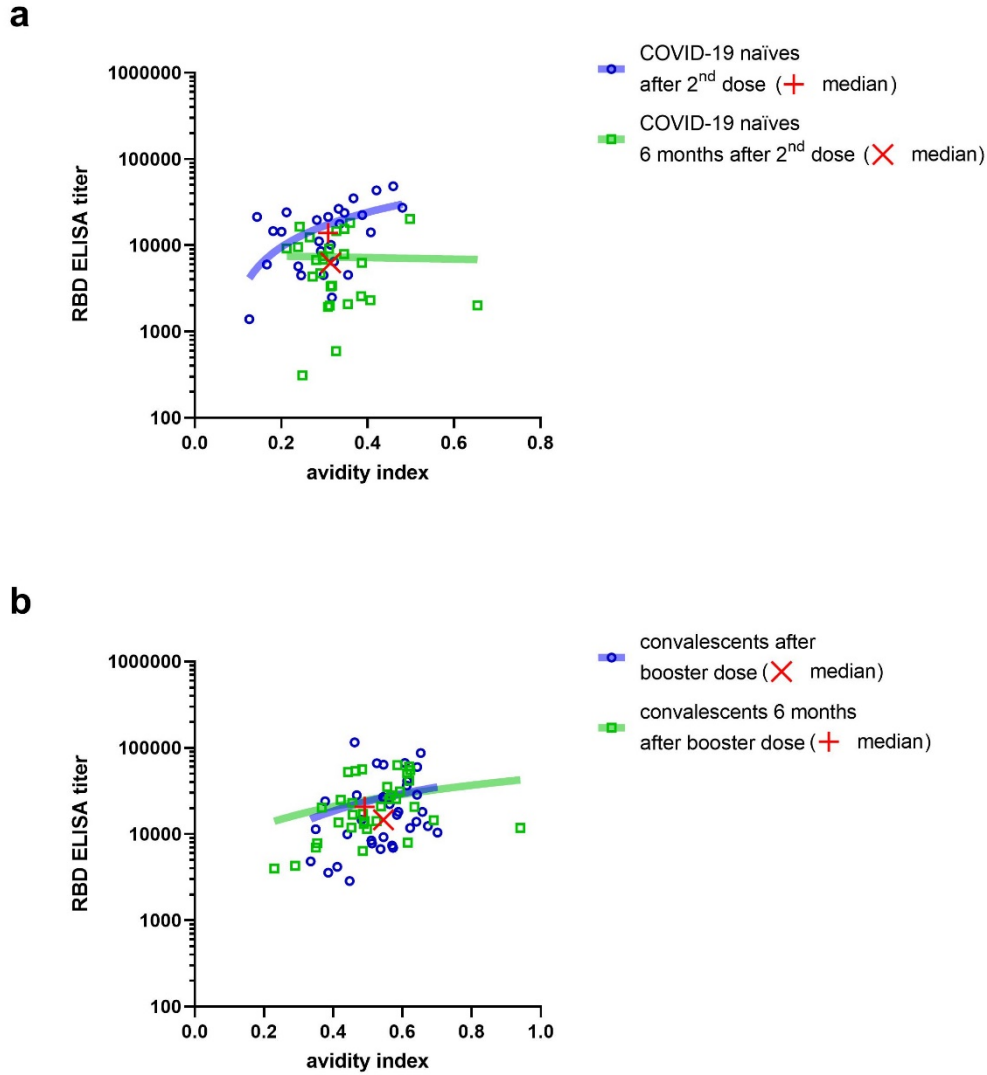 a
COVID-19 naïves
after 2nd dose ( median)
COVID-19 naïves
6 months after 2nd dose ( median)
1000000
100000
10000
1000
100
RBD ELISA titer
0.0 0.2 0.4 0.6 0.8
avidity index
b
convalescents after
booster dose ( median)
convalescents 6 months
after booster dose ( median)
1000000
100000
10000
1000
100
RBD ELISA titer
0.0 0.2 0.4 0.6 0.8 1.0
avidity index